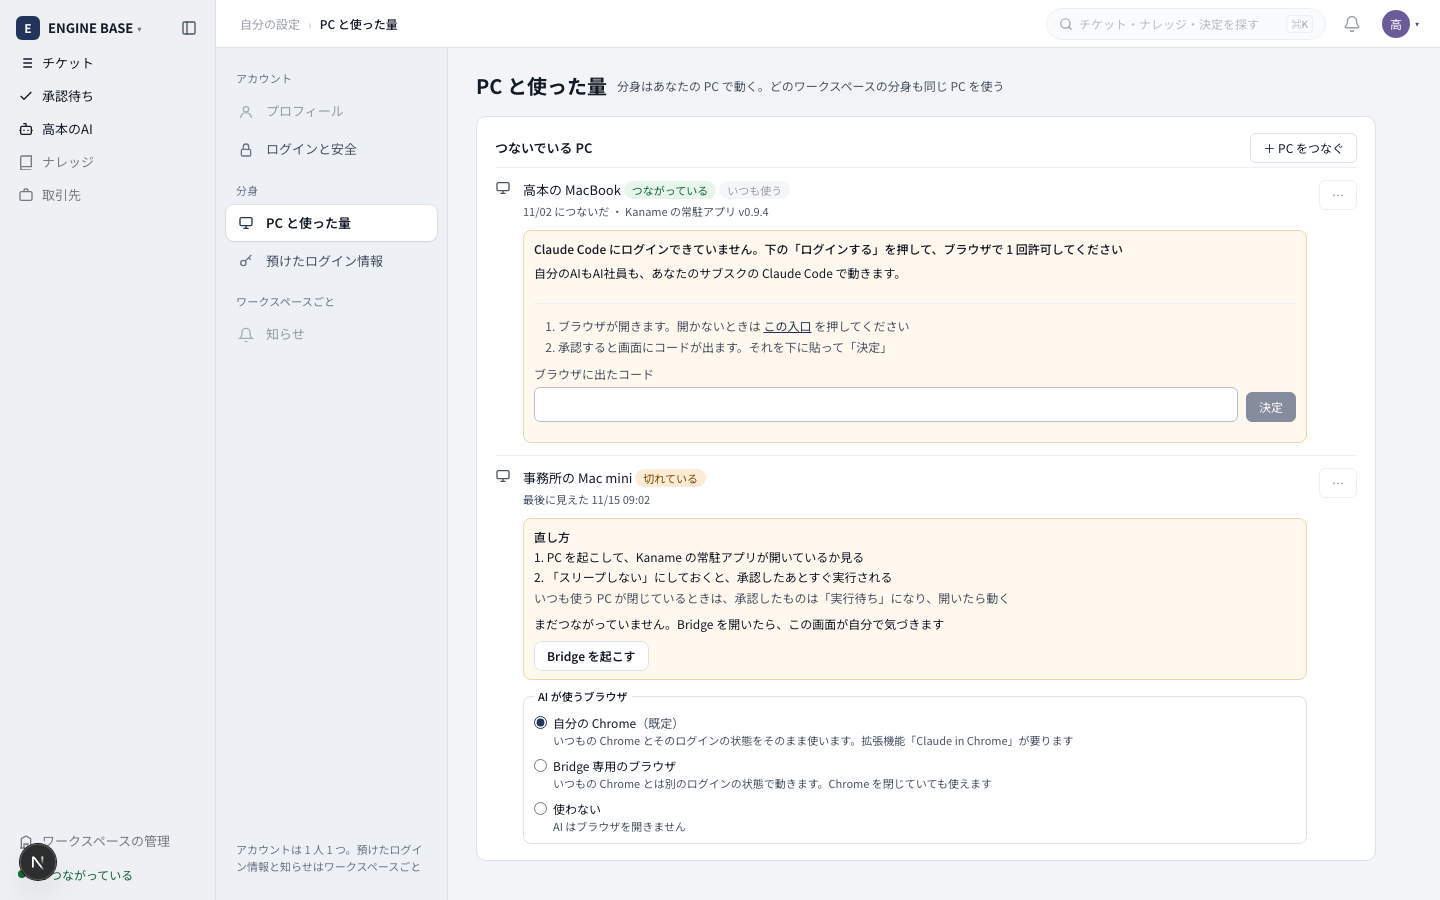 E ENGINE BASE
チケット
承認待ち
高本のAI
ナレッジ
取引先
ワークスペースの管理
N
つながっている
自分の設定 › PC と使った量
チケット・ナレッジ・決定を探す ⌘K
高
アカウント
プロフィール
ログインと安全
分身
PC と使った量
預けたログイン情報
ワークスペースごと
知らせ
アカウントは 1 人 1 つ。預けたログイ
ン情報と知らせはワークスペースごと
PC と使った量 分身はあなたの PC で動く。どのワークスペースの分身も同じ PC を使う
つないでいる PC
＋PC をつなぐ
高本の MacBook つながっている いつも使う
…
11/02 につないだ ・ Kaname の常駐アプリ v0.9.4
Claude Code にログインできていません。下の「ログインする」を押して、ブラウザで 1 回許可してください
自分のAIもAI社員も、あなたのサブスクの Claude Code で動きます。
1. ブラウザが開きます。開かないときは この入口 を押してください
2. 承認すると画面にコードが出ます。それを下に貼って「決定」
ブラウザに出たコード
決定
事務所の Mac mini 切れている
…
最後に見えた 11/15 09:02
直し方
1. PC を起こして、Kaname の常駐アプリが開いているか見る
2. 「スリープしない」にしておくと、承認したあとすぐ実行される
いつも使う PC が閉じているときは、承認したものは「実行待ち」になり、開いたら動く
まだつながっていません。Bridge を開いたら、この画面が自分で気づきます
Bridge を起こす
AI が使うブラウザ
自分の Chrome（既定）
いつもの Chrome とそのログインの状態をそのまま使います。拡張機能「Claude in Chrome」が要ります
Bridge 専用のブラウザ
いつもの Chrome とは別のログインの状態で動きます。Chrome を閉じていても使えます
使わない
AI はブラウザを開きません